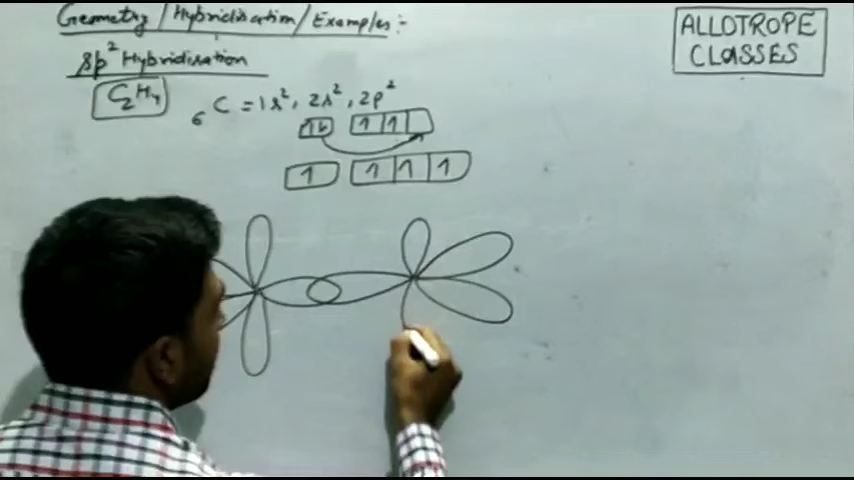 Geometry / Hybridisation / Examples :-
sp² Hybridisation
C₂H₄
₆C = 1s², 2s², 2p²
1⇂ 1 1
1 1 1 1
ALLOTROPE
CLASSES